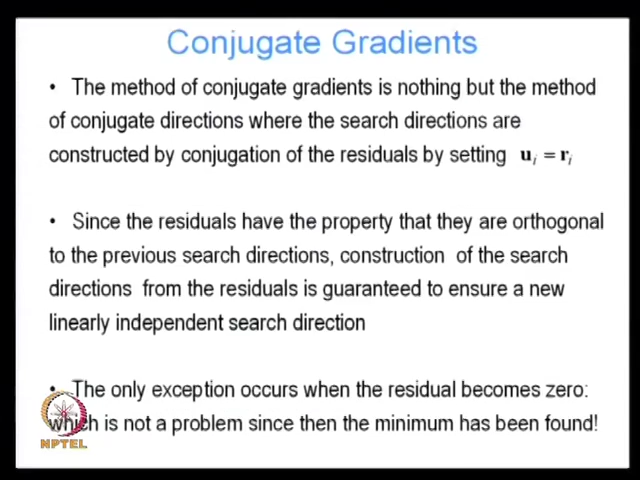 Conjugate Gradients
• The method of conjugate gradients is nothing but the method
of conjugate directions where the search directions are
constructed by conjugation of the residuals by setting uᵢ = rᵢ
• Since the residuals have the property that they are orthogonal
to the previous search directions, construction of the search
directions from the residuals is guaranteed to ensure a new
linearly independent search direction
• The only exception occurs when the residual becomes zero:
which is not a problem since then the minimum has been found!
NPTEL